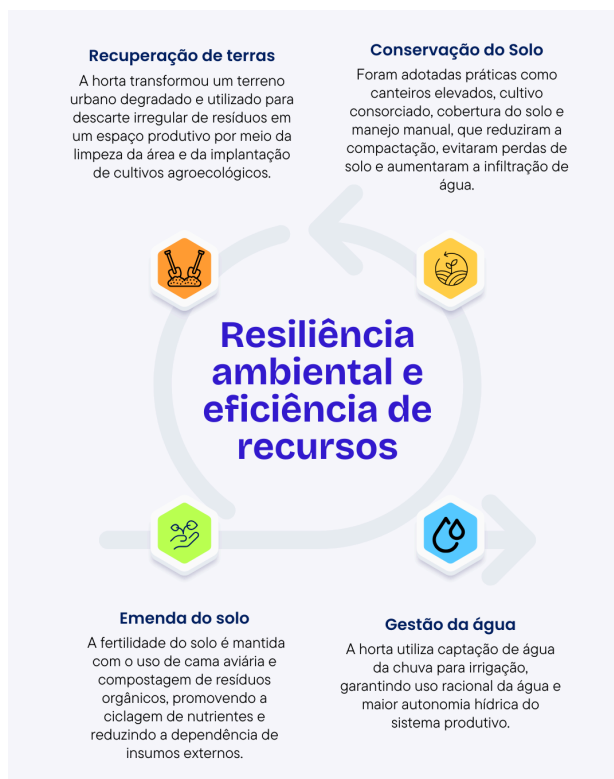 Recuperação de terras
A horta transformou um terreno
urbano degradado e utilizado para
descarte irregular de resíduos em
um espaço produtivo por meio da
limpeza da área e da implantação
de cultivos agroecológicos.
Conservação do Solo
Foram adotadas práticas como
canteiros elevados, cultivo
consorciado, cobertura do solo e
manejo manual, que reduziram a
compactação, evitaram perdas de
solo e aumentaram a infiltração de
água.
Resiliência
ambiental e
eficiência de
recursos
Emenda do solo
A fertilidade do solo é mantida
com o uso de cama aviária e
compostagem de resíduos
orgânicos, promovendo a
ciclagem de nutrientes e
reduzindo a dependência de
insumos externos.
Gestão da água
A horta utiliza captação de água
da chuva para irrigação,
garantindo uso racional da água e
maior autonomia hídrica do
sistema produtivo.